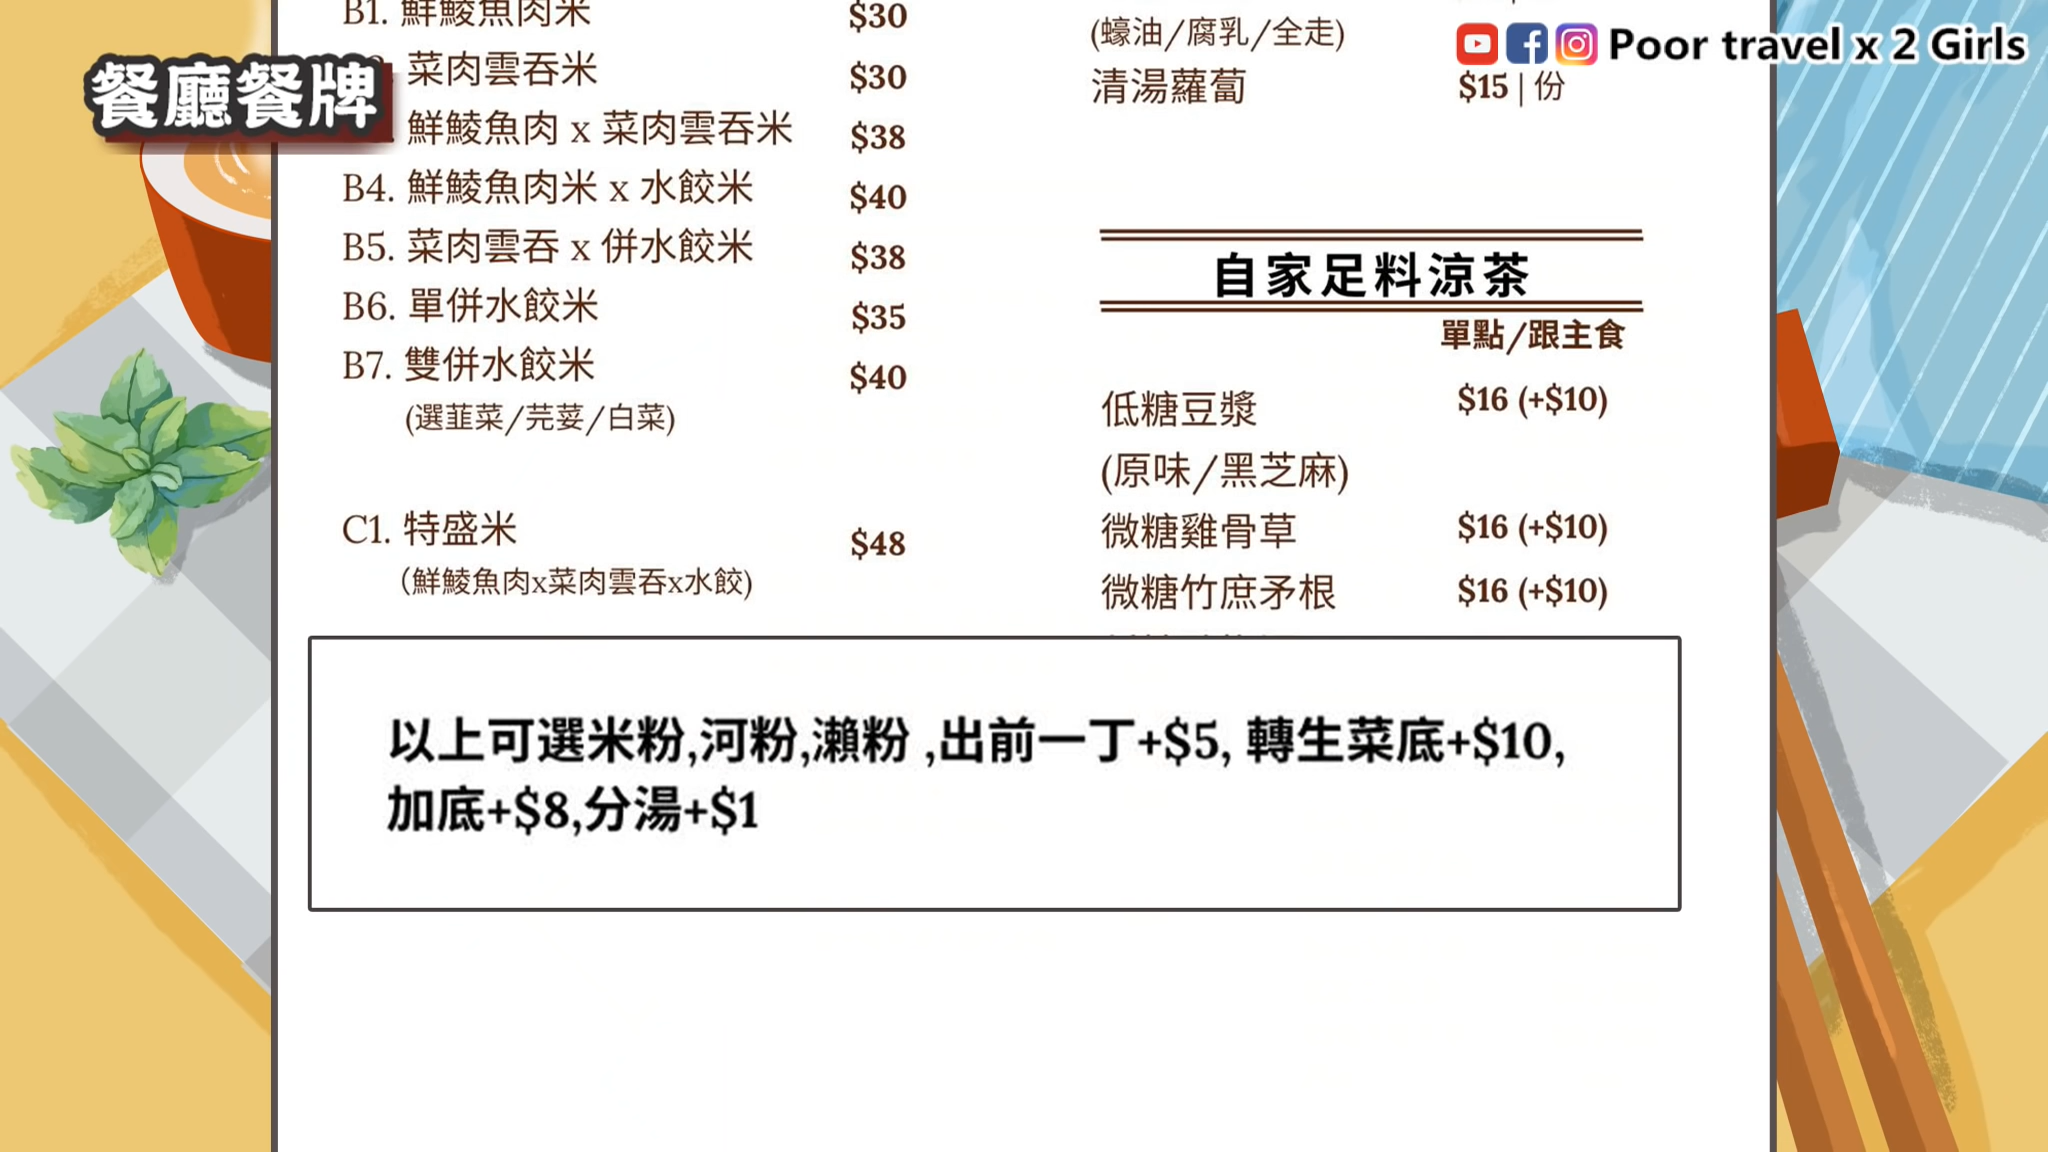 餐廳餐牌
Poor travel x 2 Girls
B1. 鮮鯪魚肉米 $30
菜肉雲吞米 $30
鮮鯪魚肉 x 菜肉雲吞米 $38
B4. 鮮鯪魚肉米 x 水餃米 $40
B5. 菜肉雲吞 x 併水餃米 $38
B6. 單併水餃米 $35
B7. 雙併水餃米 $40
(選韮菜/芫荽/白菜)
C1. 特盛米 $48
(鮮鯪魚肉x菜肉雲吞x水餃)
(蠔油/腐乳/全走)
清湯蘿蔔 $15 | 份
自家足料涼茶
單點/跟主食
低糖豆漿 $16 (+$10)
(原味/黑芝麻)
微糖雞骨草 $16 (+$10)
微糖竹庶矛根 $16 (+$10)
以上可選米粉,河粉,瀨粉 ,出前一丁+$5, 轉生菜底+$10,
加底+$8,分湯+$1